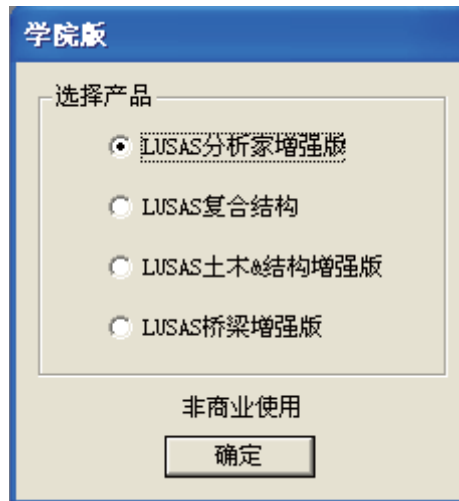 学院版
选择产品
LUSAS分析家增强版
LUSAS复合结构
LUSAS土木&结构增强版
LUSAS桥梁增强版
非商业使用
确定